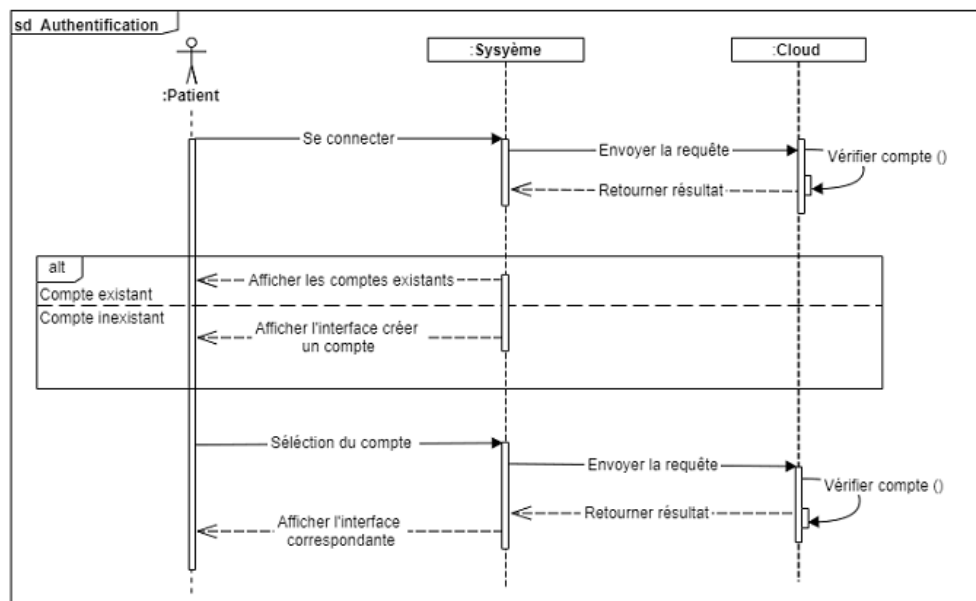 sd Authentification
:Patient
:Sysyème
:Cloud
Se connecter
Envoyer la requête
Vérifier compte ()
Retourner résultat
alt
Afficher les comptes existants
Compte existant
Compte inexistant
Afficher l'interface créer
un compte
Séléction du compte
Envoyer la requête
Vérifier compte ()
Retourner résultat
Afficher l'interface
correspondante